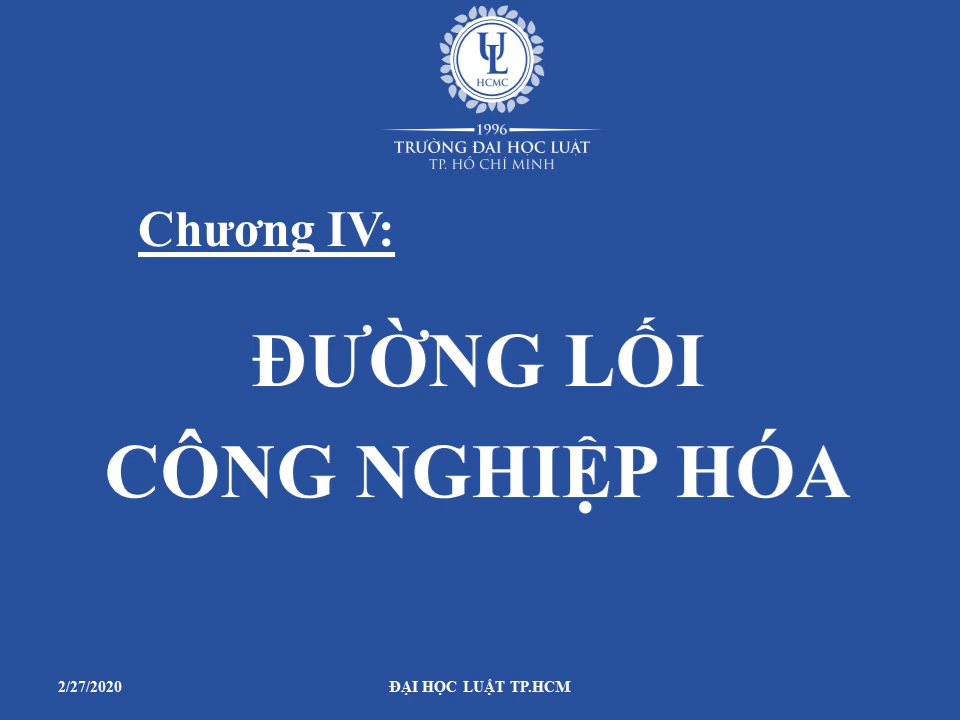 UL
HCMC
1996
TRƯỜNG ĐẠI HỌC LUẬT
TP. HỒ CHÍ MINH
Chương IV:
ĐƯỜNG LỐI
CÔNG NGHIỆP HÓA
2/27/2020 ĐẠI HỌC LUẬT TP.HCM